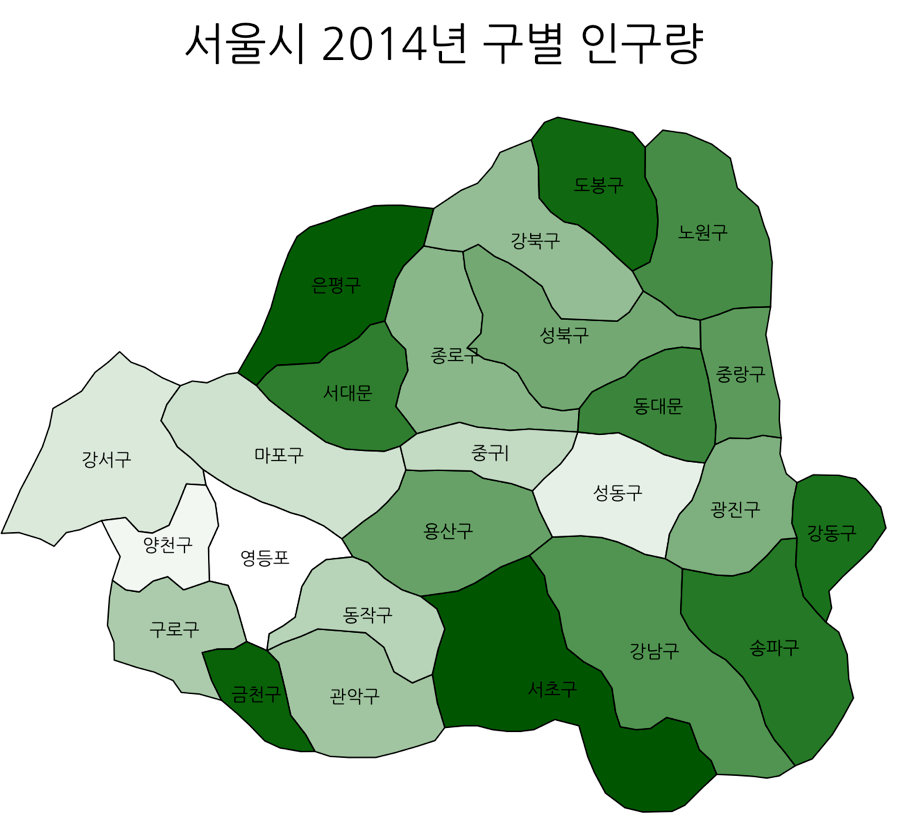 서울시 2014년 구별 인구량
도봉구
노원구
강북구
은평구
성북구
종로구
중랑구
서대문
동대문
마포구
중구|
강서구
성동구
광진구
용산구
강동구
양천구
영등포
동작구
구로구
강남구
송파구
서초구
금천구
관악구